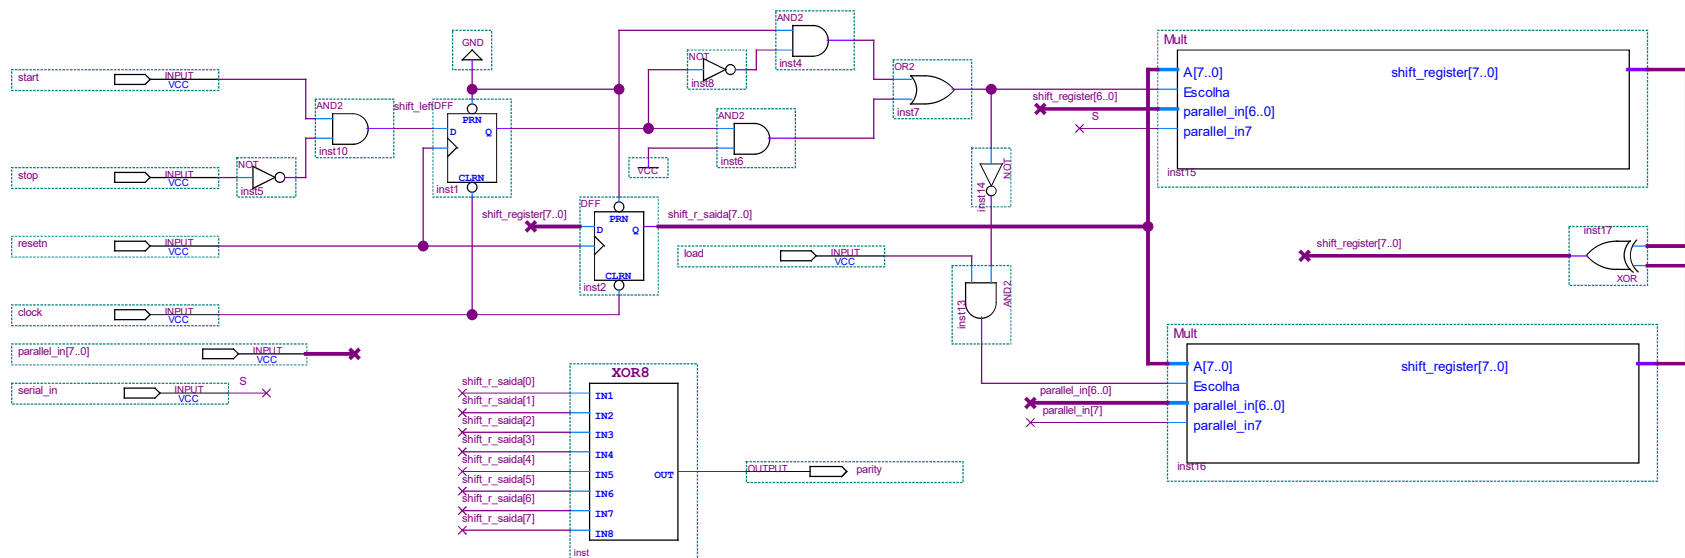 start
INPUT
VCC
stop
INPUT
VCC
NOT
inst5
AND2
inst10
shift_left
DFF
PRN
D
Q
CLRN
inst1
GND
NOT
inst8
AND2
inst4
AND2
inst6
VCC
OR2
inst7
NOT
inst14
resetn
INPUT
VCC
shift_register[7..0]
DFF
PRN
D
Q
CLRN
inst2
shift_r_saida[7..0]
load
INPUT
VCC
AND2
inst13
clock
INPUT
VCC
parallel_in[7..0]
INPUT
VCC
serial_in
INPUT
VCC
S
XOR8
shift_r_saida[0]
IN1
shift_r_saida[1]
IN2
shift_r_saida[2]
IN3
shift_r_saida[3]
IN4
shift_r_saida[4]
IN5
shift_r_saida[5]
IN6
shift_r_saida[6]
IN7
shift_r_saida[7]
IN8
OUT
inst
OUTPUT
parity
Mult
A[7..0]
shift_register[7..0]
Escolha
shift_register[6..0]
parallel_in[6..0]
S
parallel_in7
inst15
shift_register[7..0]
inst17
XOR
Mult
A[7..0]
shift_register[7..0]
Escolha
parallel_in[6..0]
parallel_in[6..0]
parallel_in[7]
parallel_in7
inst16